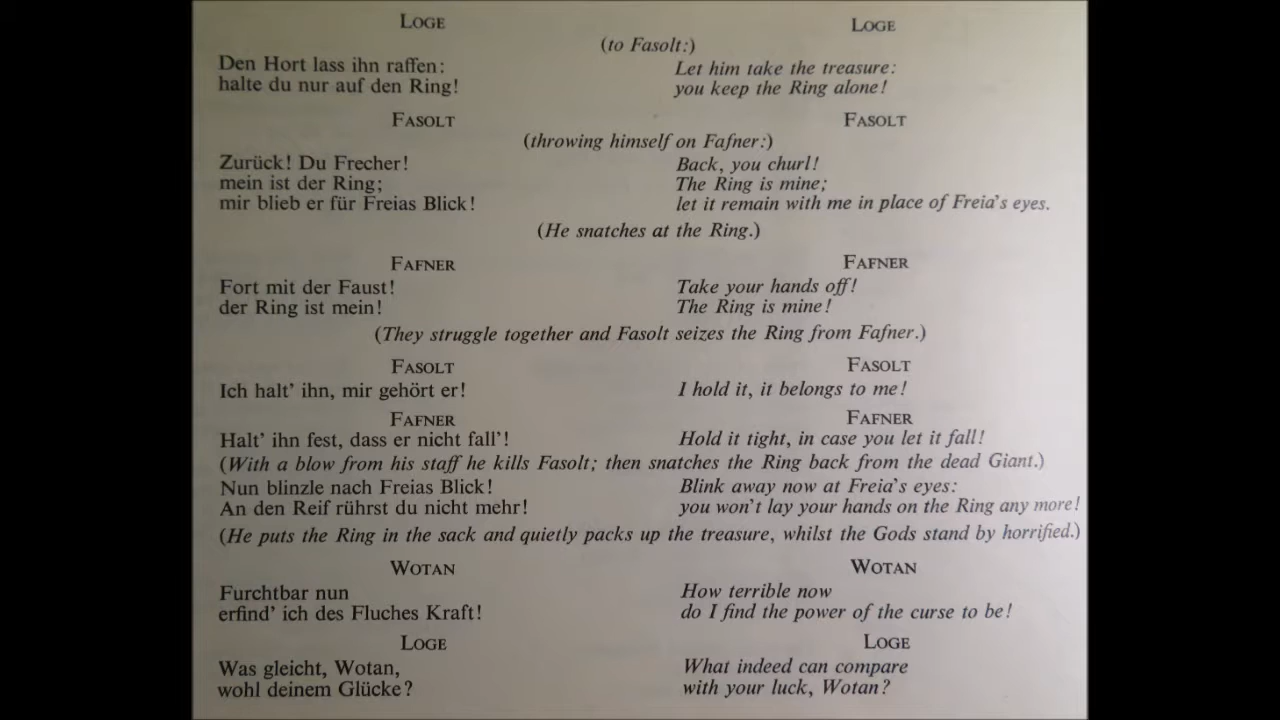 LOGE
LOGE
(to Fasolt:)
Den Hort lass ihn raffen:
halte du nur auf den Ring!
Let him take the treasure:
you keep the Ring alone!
FASOLT
FASOLT
(throwing himself on Fafner:)
Zurück! Du Frecher!
mein ist der Ring;
mir blieb er für Freias Blick!
Back, you churl!
The Ring is mine;
let it remain with me in place of Freia's eyes.
(He snatches at the Ring.)
FAFNER
FAFNER
Fort mit der Faust!
der Ring ist mein!
Take your hands off!
The Ring is mine!
(They struggle together and Fasolt seizes the Ring from Fafner.)
FASOLT
FASOLT
Ich halt' ihn, mir gehört er!
I hold it, it belongs to me!
FAFNER
FAFNER
Halt' ihn fest, dass er nicht fall'!
Hold it tight, in case you let it fall!
(With a blow from his staff he kills Fasolt; then snatches the Ring back from the dead Giant.)
Nun blinzle nach Freias Blick!
An den Reif rührst du nicht mehr!
Blink away now at Freia's eyes:
you won't lay your hands on the Ring any more!
(He puts the Ring in the sack and quietly packs up the treasure, whilst the Gods stand by horrified.)
WOTAN
WOTAN
Furchtbar nun
erfind' ich des Fluches Kraft!
How terrible now
do I find the power of the curse to be!
LOGE
LOGE
Was gleicht, Wotan,
wohl deinem Glücke?
What indeed can compare
with your luck, Wotan?